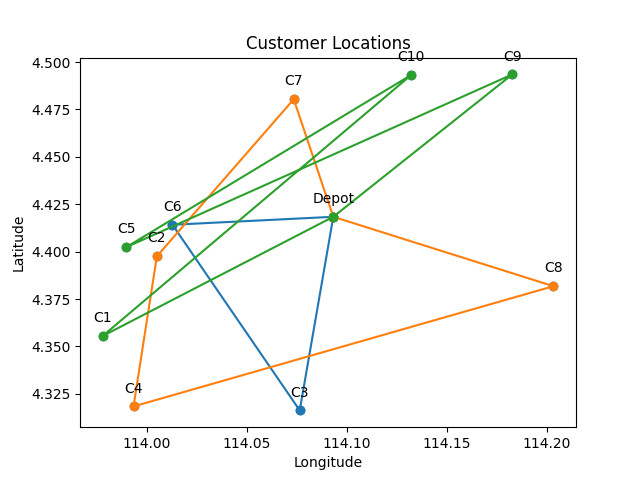 Customer Locations
C10
C9
C7
Depot
C6
C5
C2
C8
C1
C4
C3
4.500
4.475
4.450
4.425
4.400
4.375
4.350
4.325
Latitude
114.00
114.05
114.10
114.15
114.20
Longitude